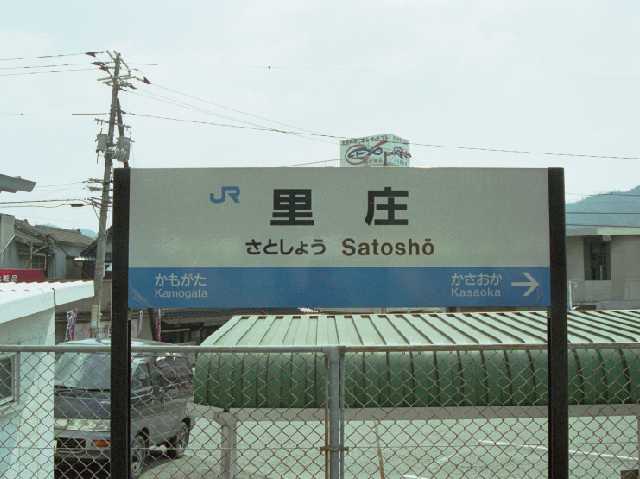 JR 里庄
さとしょう Satoshō
かもがた かさおか
Kamogata Kasaoka